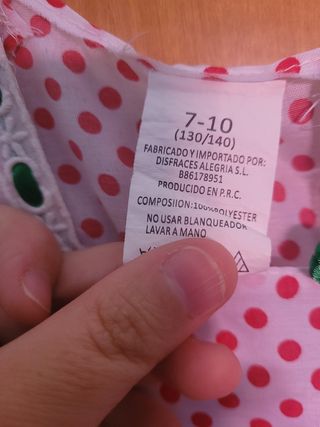 7-10
(130/140)
FABRICADO Y IMPORTADO POR:
DISFRACES ALEGRIA S.L.
B86178951
PRODUCIDO EN P.R.C.
COMPOSIION:100%POLYESTER
NO USAR BLANQUEADOR
LAVAR A MANO